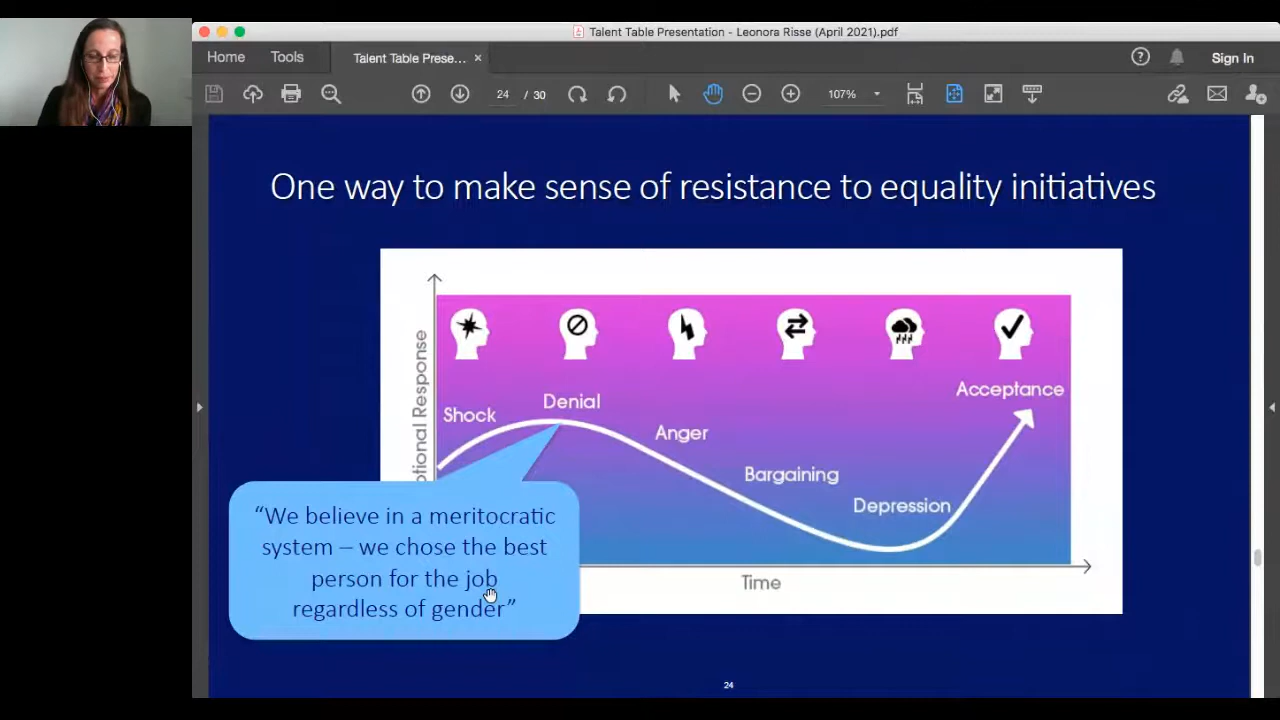 Talent Table Presentation - Leonora Risse (April 2021).pdf
Home
Tools
Talent Table Prese...
Sign In
24 / 30
107%
One way to make sense of resistance to equality initiatives
Shock
Denial
Anger
Bargaining
Depression
Acceptance
Response
Time
“We believe in a meritocratic
system – we chose the best
person for the job
regardless of gender”
24